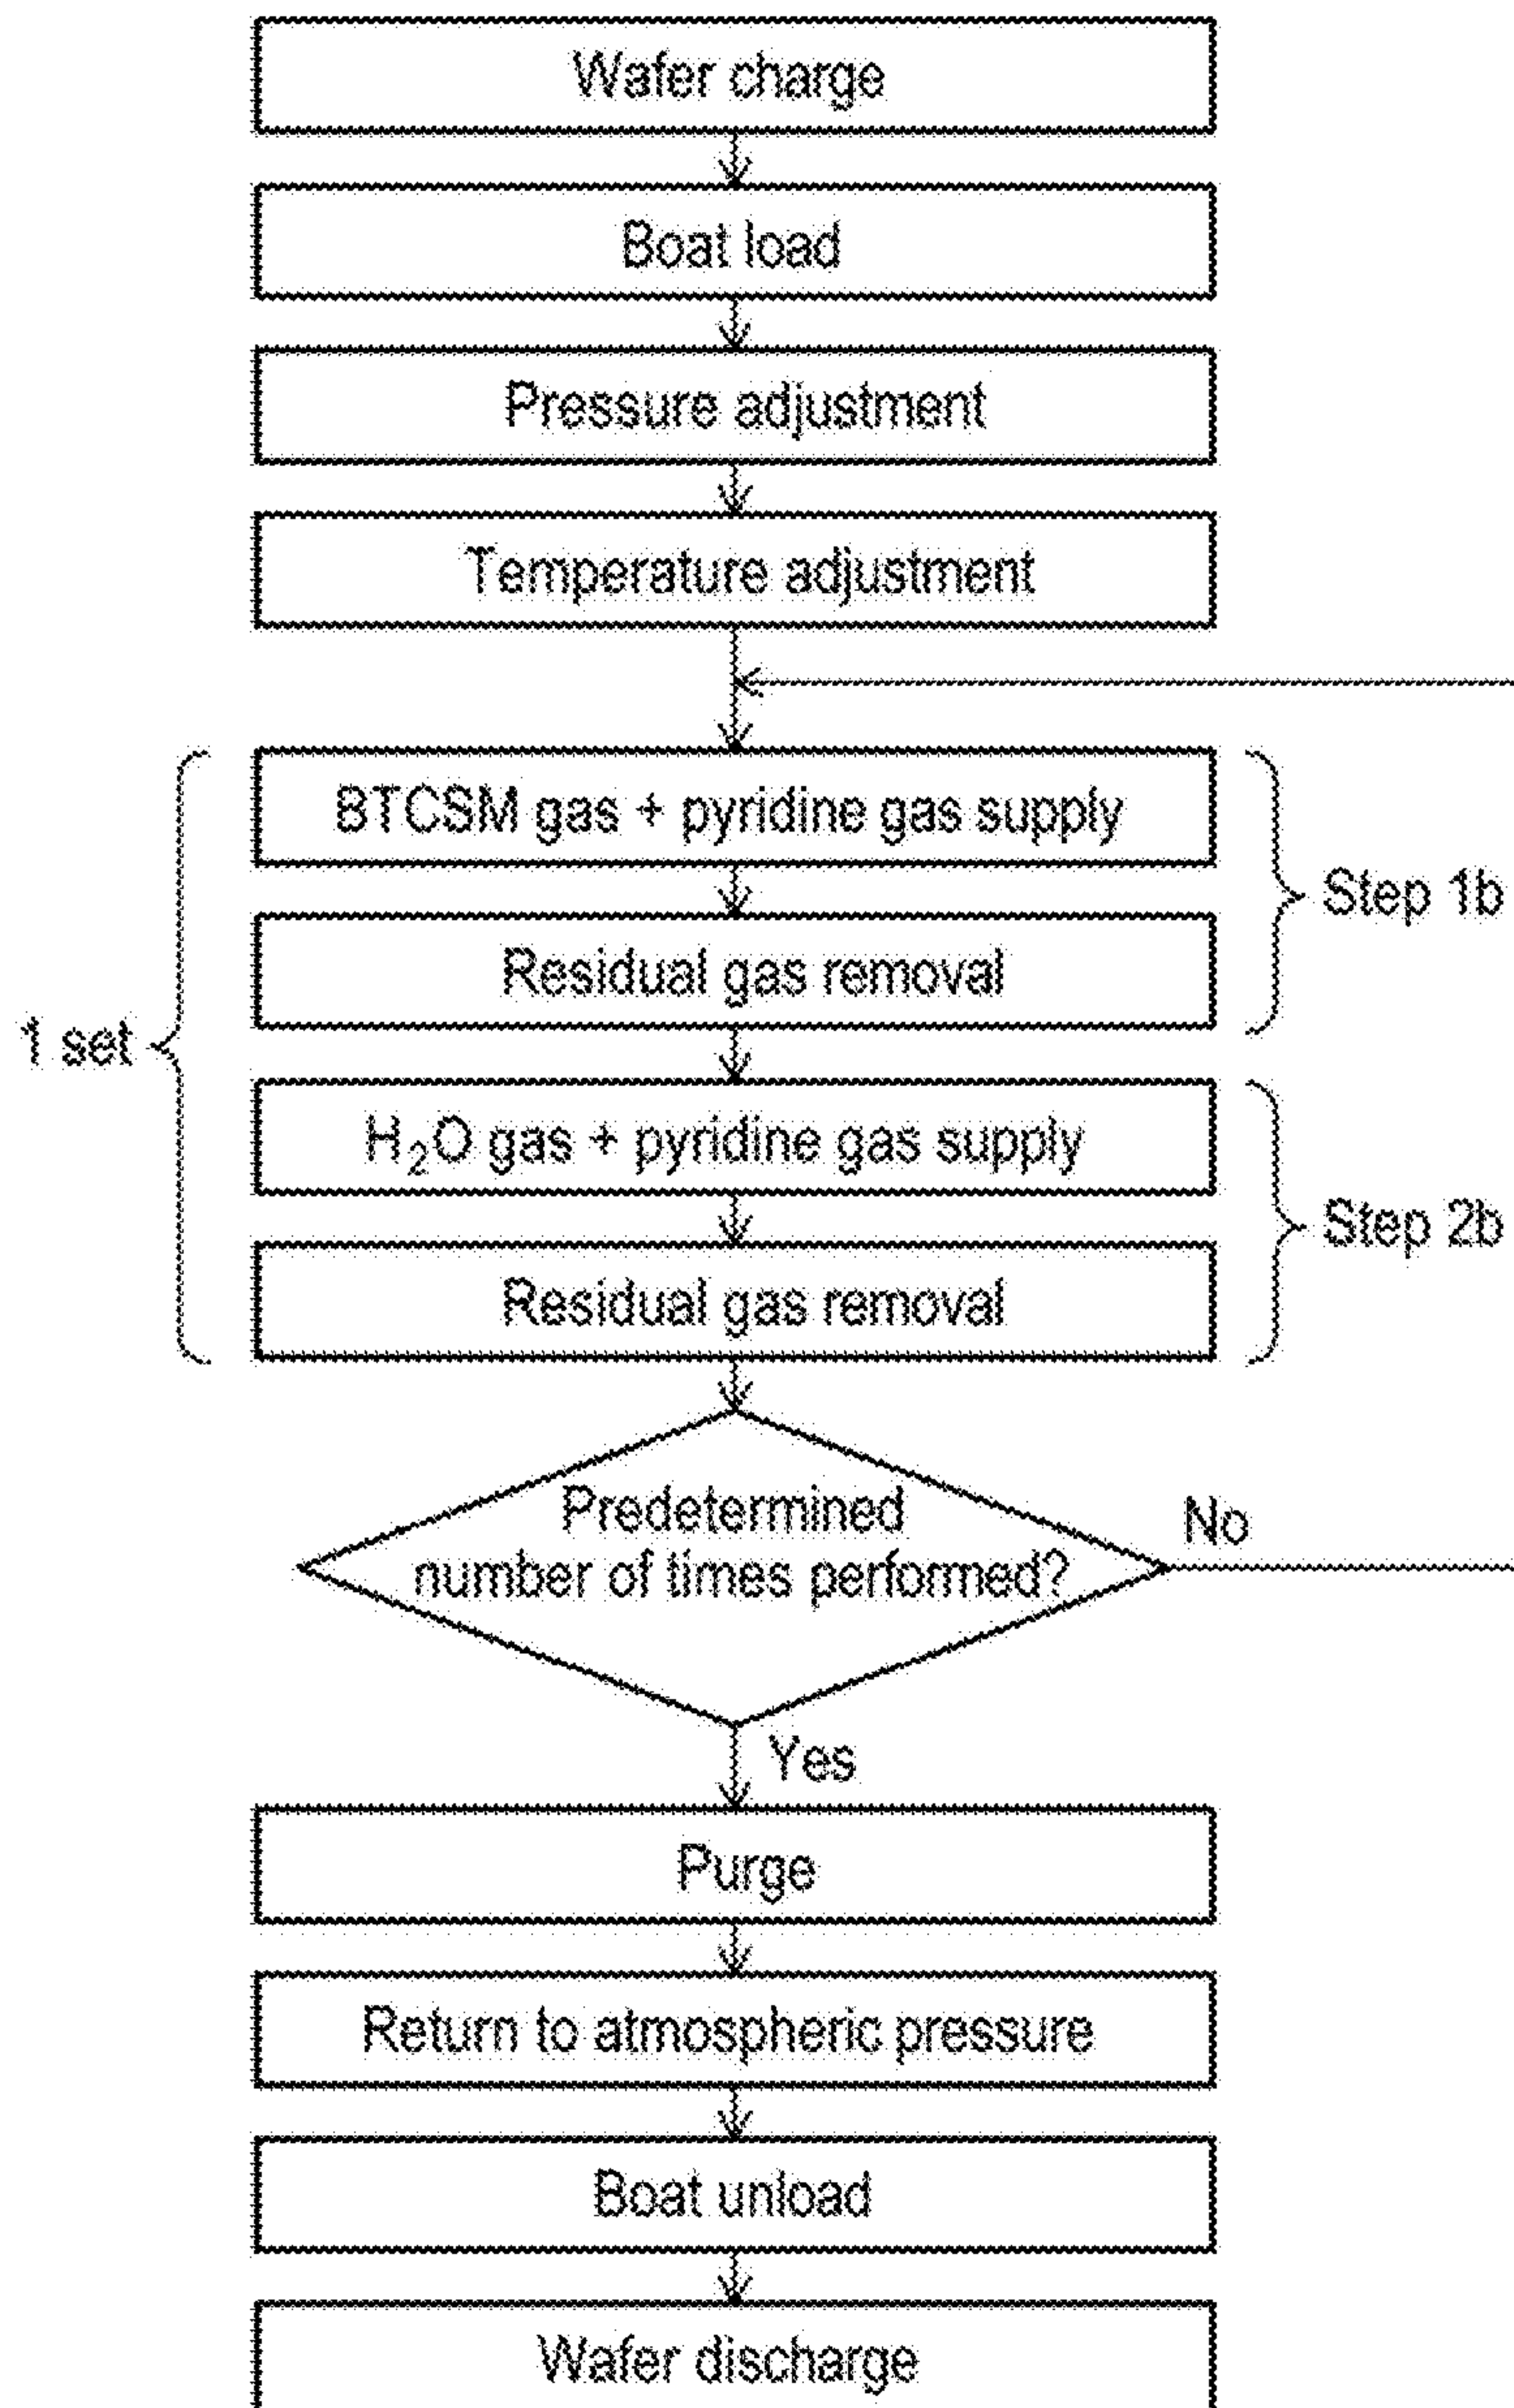 Wafer charge
Boat load
Pressure adjustment
Temperature adjustment
BTCSM gas + pyridine gas supply
Step 1b
Residual gas removal
1 set
H₂O gas + pyridine gas supply
Step 2b
Residual gas removal
Predetermined
number of times performed?
No
Yes
Purge
Return to atmospheric pressure
Boat unload
Wafer discharge